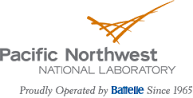 Pacific Northwest
NATIONAL LABORATORY
Proudly Operated by Battelle Since 1965